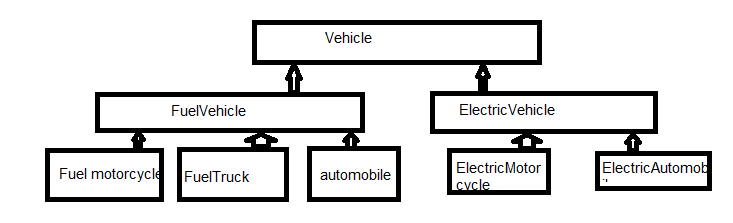 Vehicle
FuelVehicle
ElectricVehicle
Fuel motorcycle
FuelTruck
automobile
ElectricMotor
cycle
ElectricAutomob